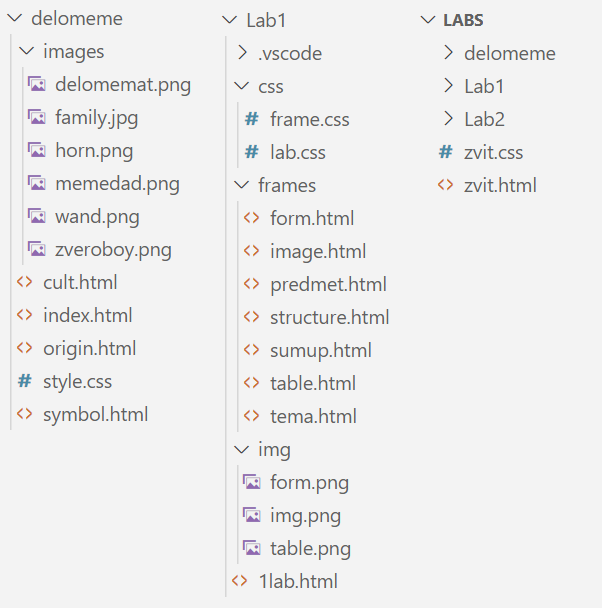 delomeme
images
delomemat.png
family.jpg
horn.png
memedad.png
wand.png
zveroboy.png
cult.html
index.html
origin.html
style.css
symbol.html
Lab1
.vscode
css
frame.css
lab.css
frames
form.html
image.html
predmet.html
structure.html
sumup.html
table.html
tema.html
img
form.png
img.png
table.png
1lab.html
LABS
delomeme
Lab1
Lab2
zvit.css
zvit.html